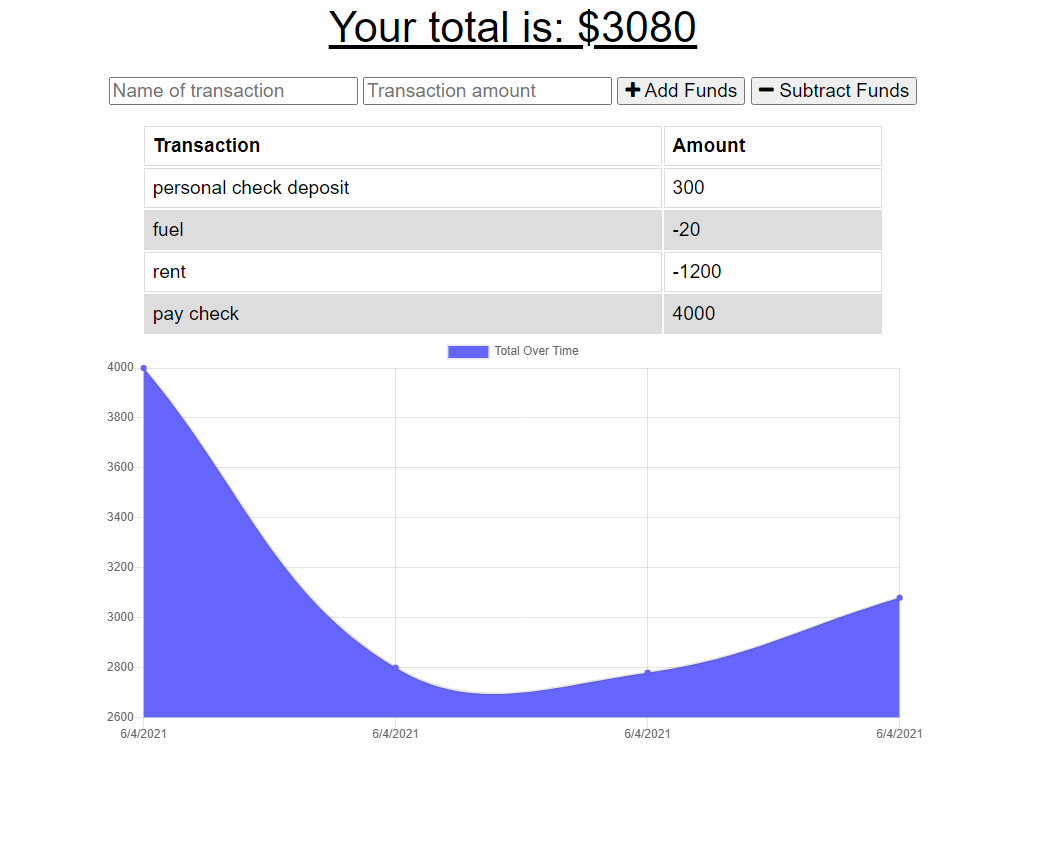 Your total is: $3080
Name of transaction Transaction amount Add Funds Subtract Funds
Transaction Amount
personal check deposit 300
fuel -20
rent -1200
pay check 4000
Total Over Time
4000
3800
3600
3400
3200
3000
2800
2600
6/4/2021 6/4/2021 6/4/2021 6/4/2021